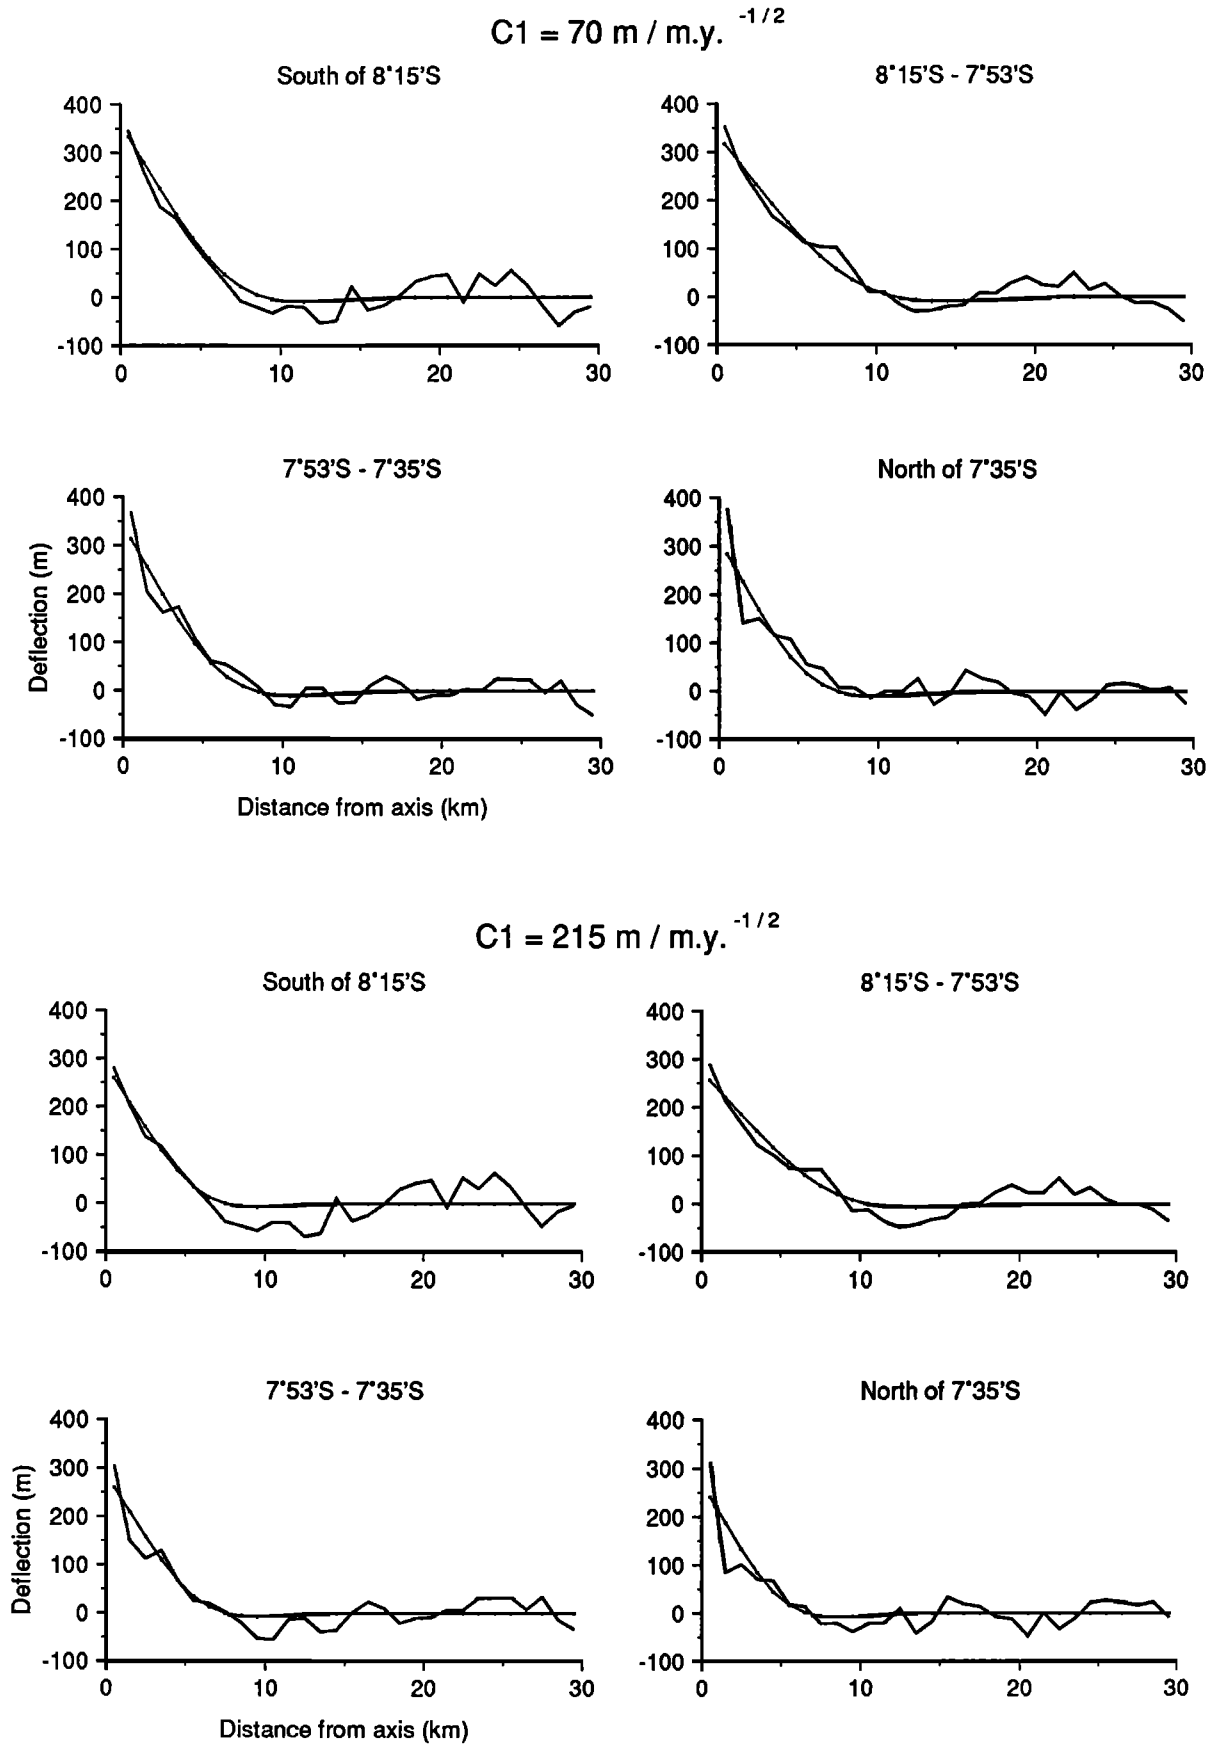 C1 = 70 m / m.y. -1/2
South of 8°15'S
8°15'S - 7°53'S
400
300
200
100
0
-100
0 10 20 30
400
300
200
100
0
-100
0 10 20 30
7°53'S - 7°35'S
North of 7°35'S
Deflection (m)
400
300
200
100
0
-100
0 10 20 30
400
300
200
100
0
-100
0 10 20 30
Distance from axis (km)
C1 = 215 m / m.y. -1/2
South of 8°15'S
8°15'S - 7°53'S
400
300
200
100
0
-100
0 10 20 30
400
300
200
100
0
-100
0 10 20 30
7°53'S - 7°35'S
North of 7°35'S
Deflection (m)
400
300
200
100
0
-100
0 10 20 30
400
300
200
100
0
-100
0 10 20 30
Distance from axis (km)